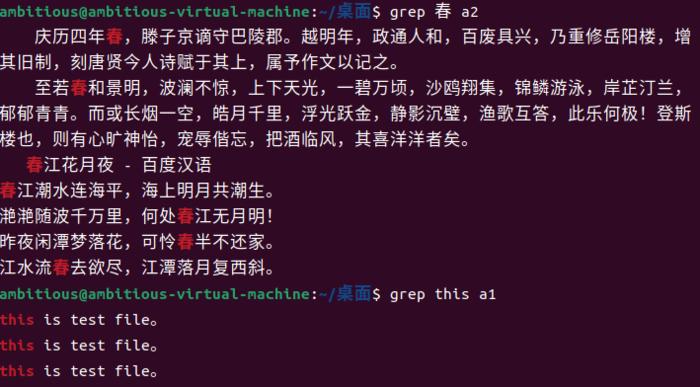 ambitious@ambitious-virtual-machine:~/桌面$ grep 春 a2
庆历四年春，滕子京谪守巴陵郡。越明年，政通人和，百废具兴，乃重修岳阳楼，增
其旧制，刻唐贤今人诗赋于其上，属予作文以记之。
至若春和景明，波澜不惊，上下天光，一碧万顷，沙鸥翔集，锦鳞游泳，岸芷汀兰，
郁郁青青。而或长烟一空，皓月千里，浮光跃金，静影沉璧，渔歌互答，此乐何极！登斯
楼也，则有心旷神怡，宠辱偕忘，把酒临风，其喜洋洋者矣。
春江花月夜 - 百度汉语
春江潮水连海平，海上明月共潮生。
滟滟随波千万里，何处春江无月明！
昨夜闲潭梦落花，可怜春半不还家。
江水流春去欲尽，江潭落月复西斜。
ambitious@ambitious-virtual-machine:~/桌面$ grep this a1
this is test file。
this is test file。
this is test file。